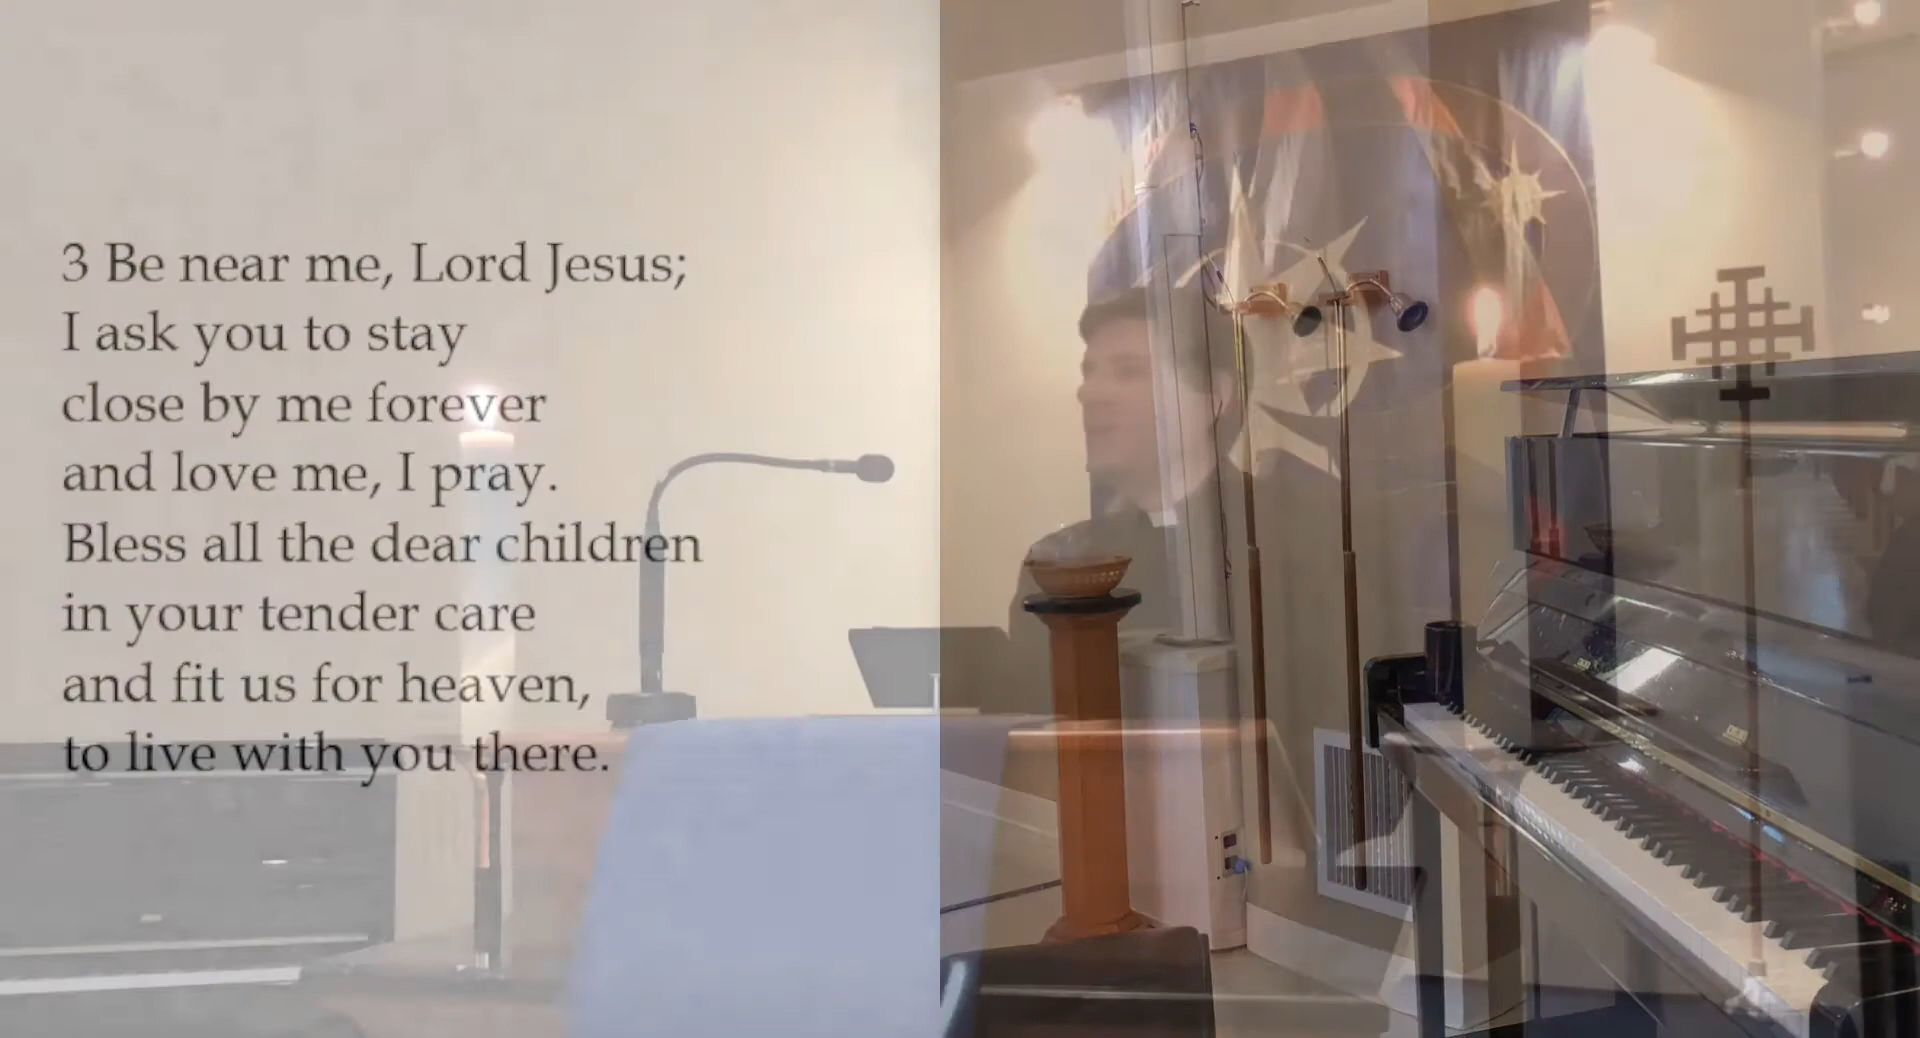 3 Be near me, Lord Jesus;
I ask you to stay
close by me forever
and love me, I pray.
Bless all the dear children
in your tender care
and fit us for heaven,
to live with you there.